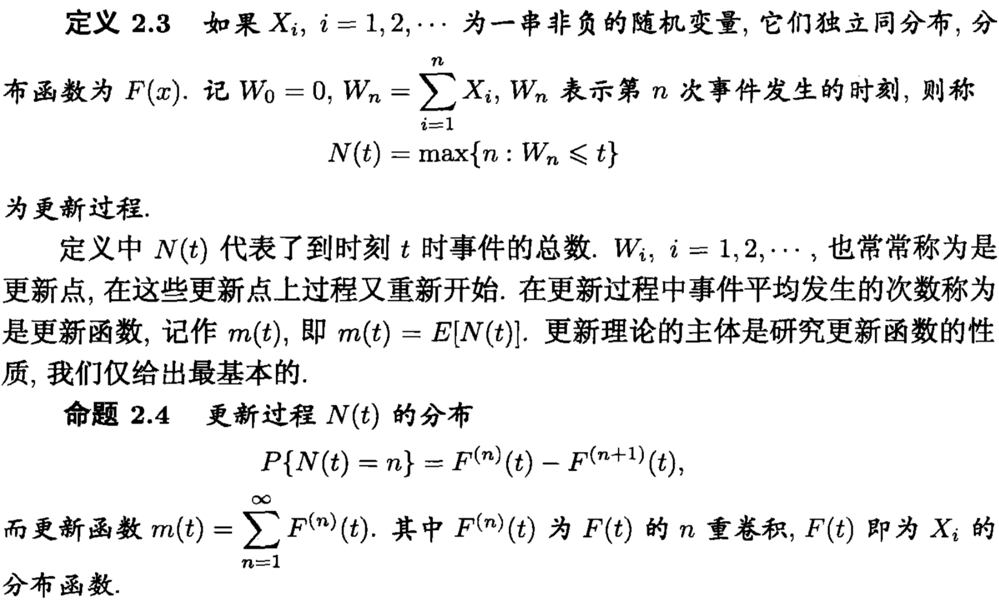 定义 2.3 如果 X_i, i = 1, 2, ⋯ 为一串非负的随机变量, 它们独立同分布, 分
布函数为 F(x). 记 W_0 = 0, W_n = \sum_{i=1}^{n} X_i, W_n 表示第 n 次事件发生的时刻, 则称
N(t) = max{n : W_n ⩽ t}
为更新过程.
定义中 N(t) 代表了到时刻 t 时事件的总数. W_i, i = 1, 2, ⋯ , 也常常称为是
更新点, 在这些更新点上过程又重新开始. 在更新过程中事件平均发生的次数称为
是更新函数, 记作 m(t), 即 m(t) = E[N(t)]. 更新理论的主体是研究更新函数的性
质, 我们仅给出最基本的.
命题 2.4 更新过程 N(t) 的分布
P{N(t) = n} = F^{(n)}(t) − F^{(n+1)}(t),
而更新函数 m(t) = \sum_{n=1}^{∞} F^{(n)}(t). 其中 F^{(n)}(t) 为 F(t) 的 n 重卷积, F(t) 即为 X_i 的
分布函数.